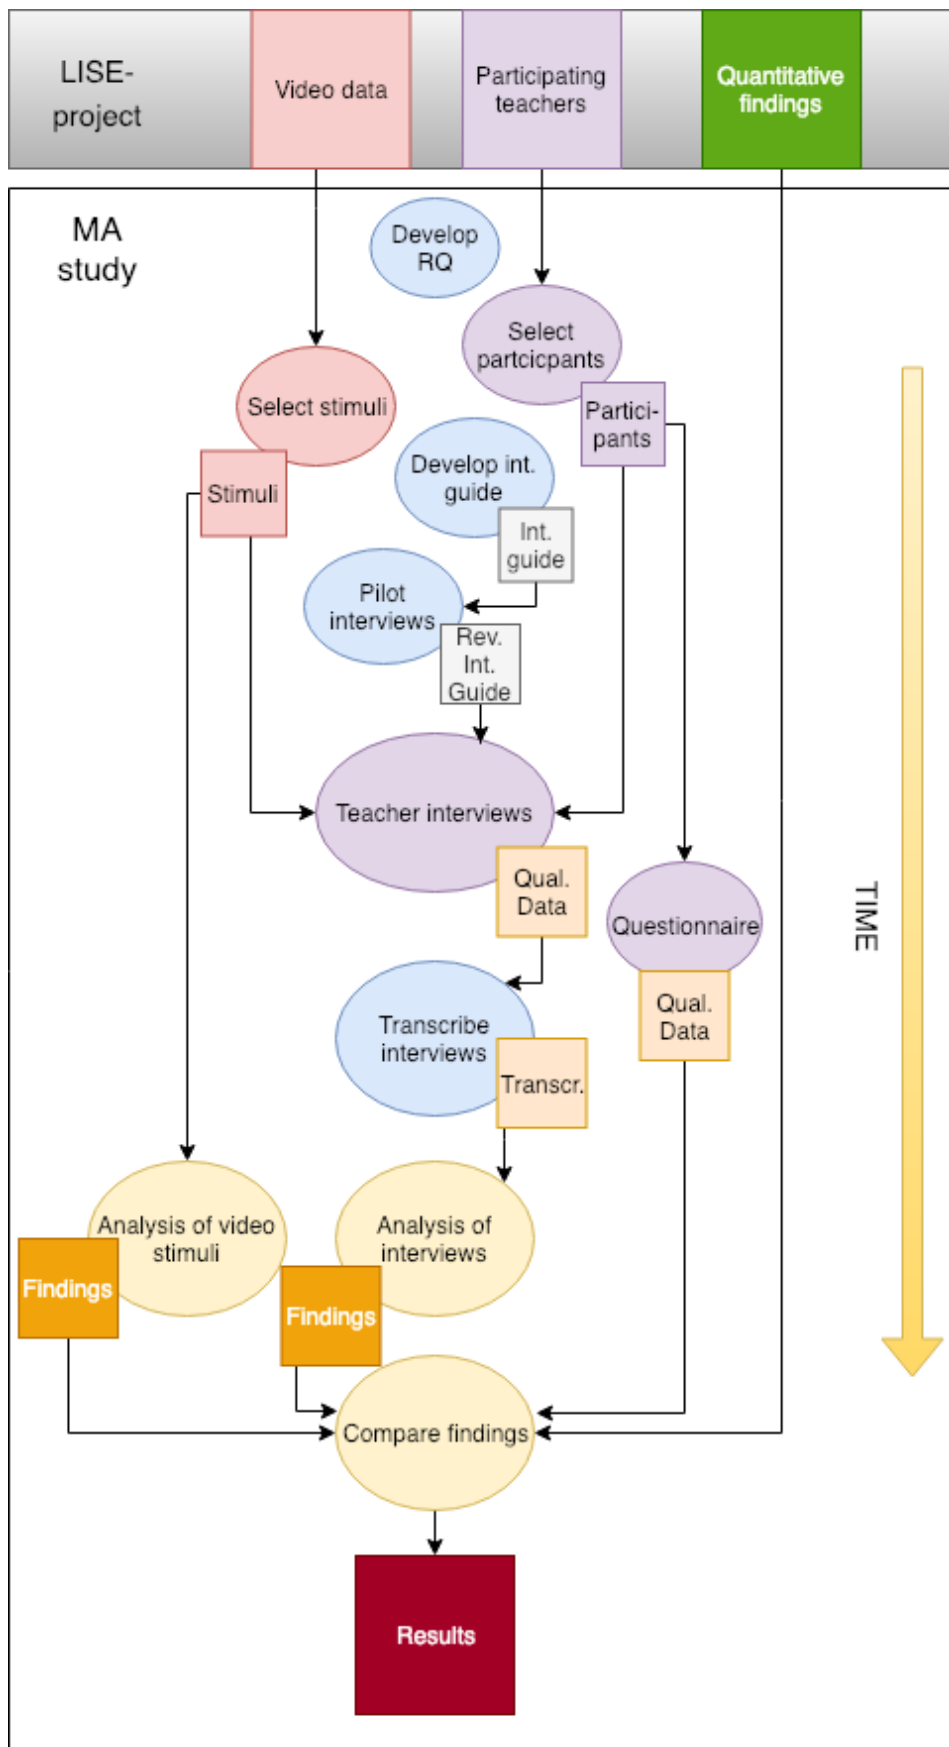 LISE-
project
Video data
Participating
teachers
Quantitative
findings
MA
study
Develop
RQ
Select
partcicpants
Select stimuli
Partici-
pants
Develop int.
guide
Stimuli
Int.
guide
Pilot
interviews
Rev.
Int.
Guide
Teacher interviews
Qual.
Data
Questionnaire
TIME
Transcribe
interviews
Qual.
Data
Transcr.
Analysis of video
stimuli
Analysis of
interviews
Findings
Findings
Compare findings
Results